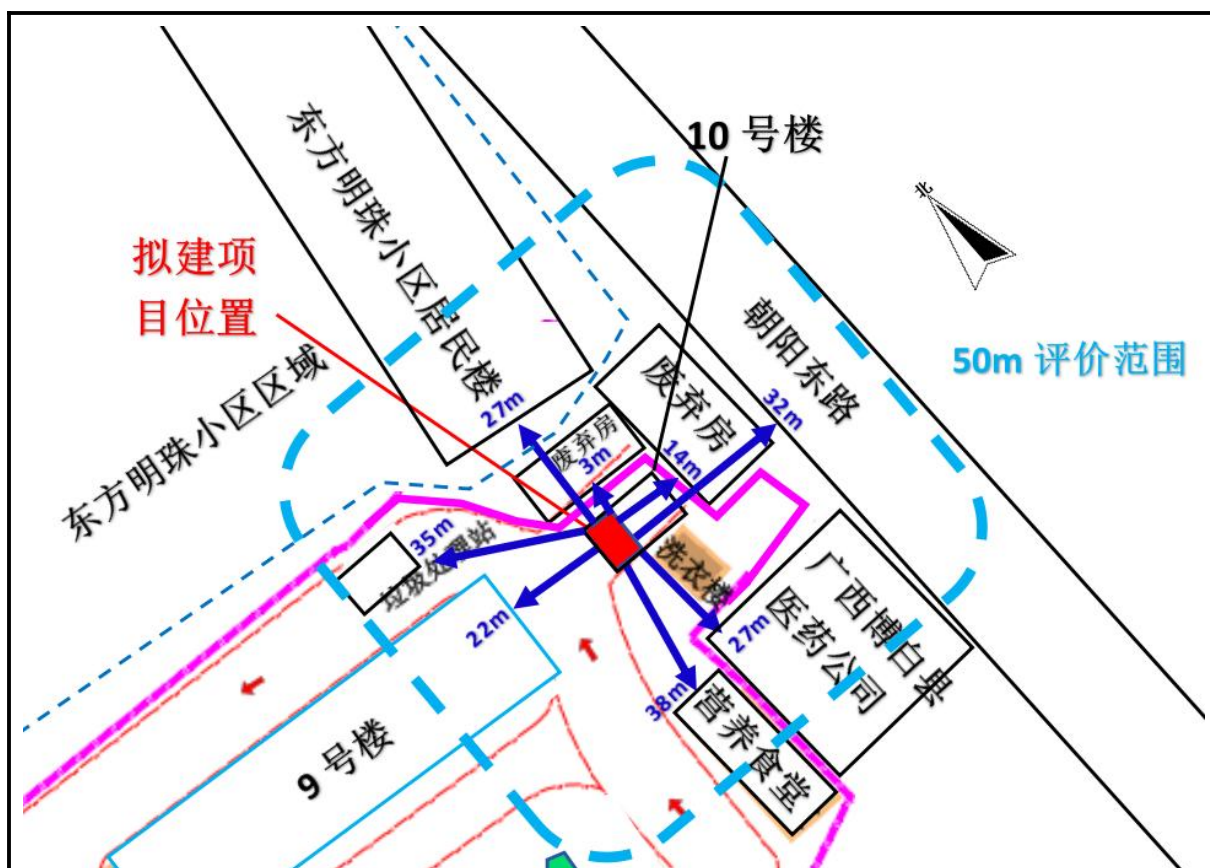 10 号楼
北
东方明珠小区居民楼
拟建项
目位置
朝阳东路
50m 评价范围
东方明珠小区区域
废弃房
27m
32m
废弃房
3m
14m
35m
垃圾处理站
洗衣楼
22m
27m
广西博白县
医药公司
38m
营养食堂
9 号楼